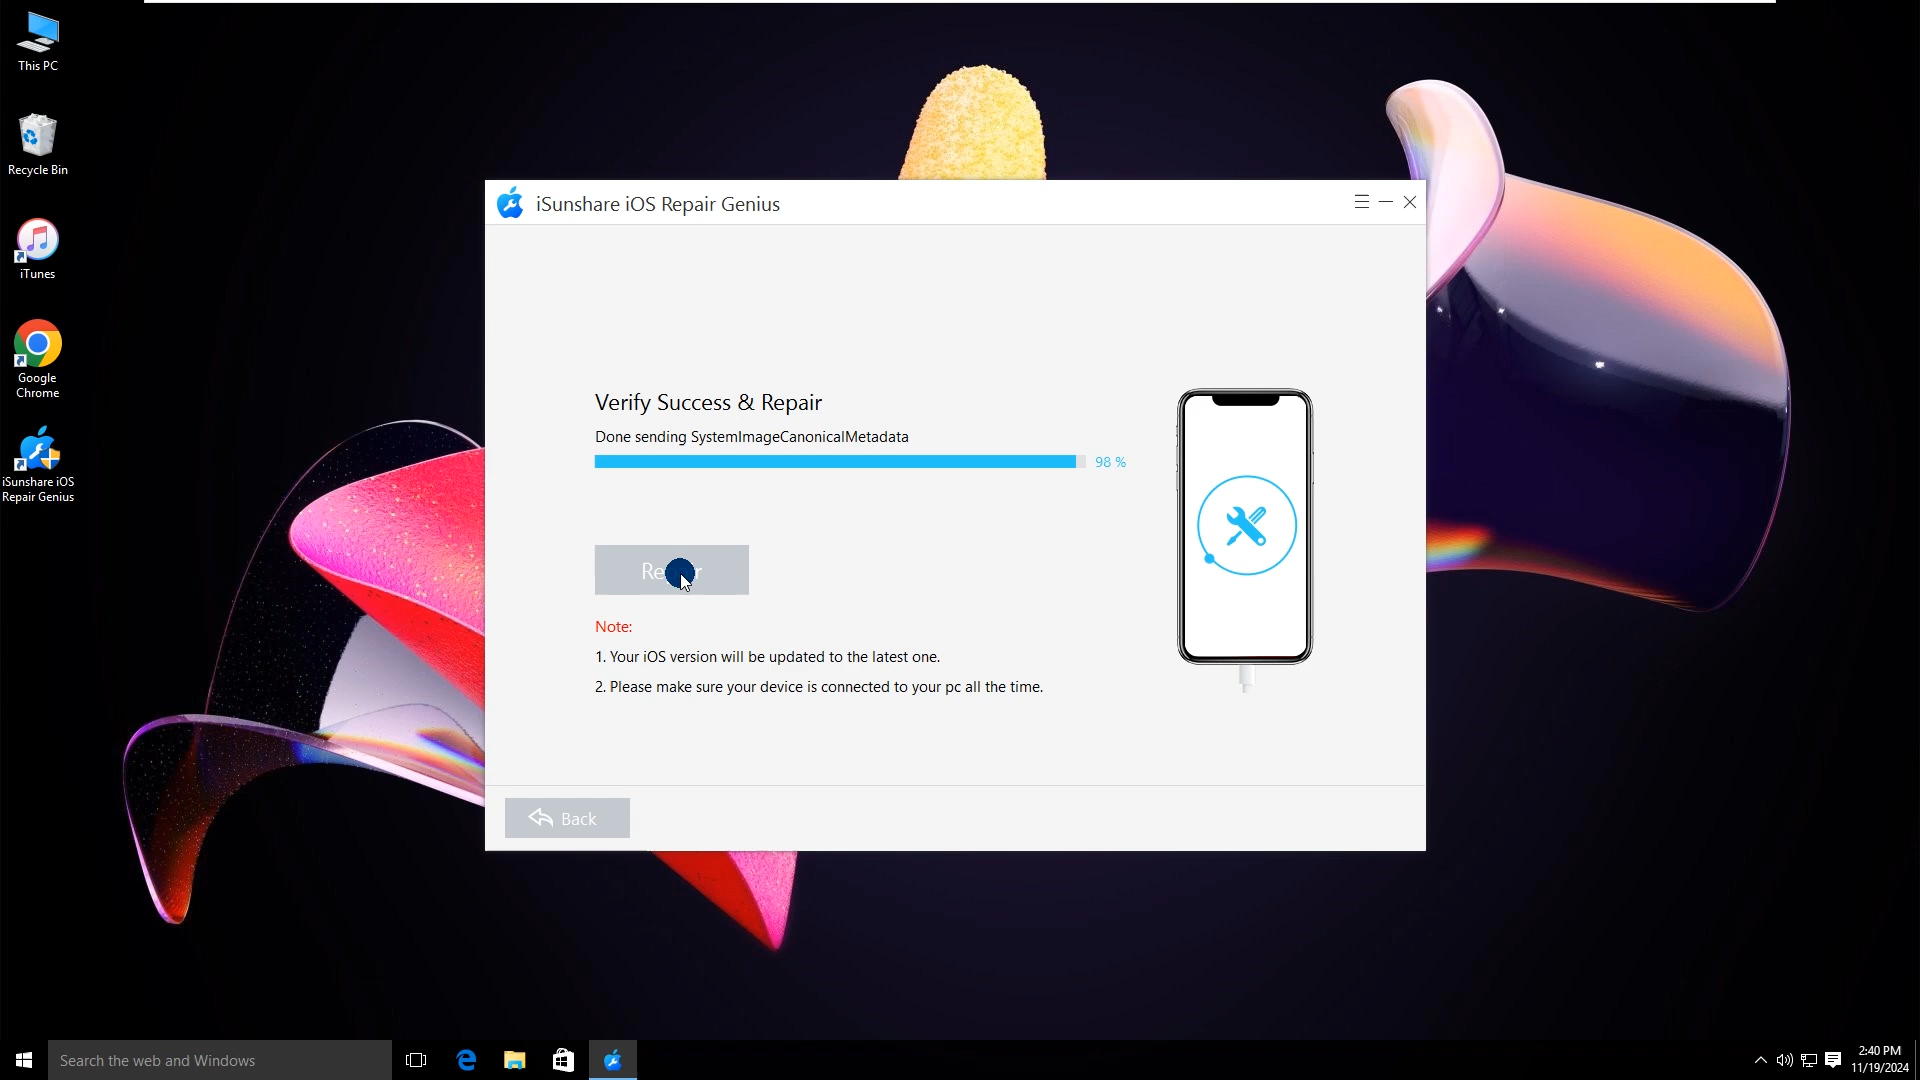 This PC
Recycle Bin
iTunes
Google
Chrome
iSunshare iOS
Repair Genius
iSunshare iOS Repair Genius
Verify Success & Repair
Done sending SystemImageCanonicalMetadata
98 %
Note:
1. Your iOS version will be updated to the latest one.
2. Please make sure your device is connected to your pc all the time.
Back
Search the web and Windows
2:40 PM
11/19/2024